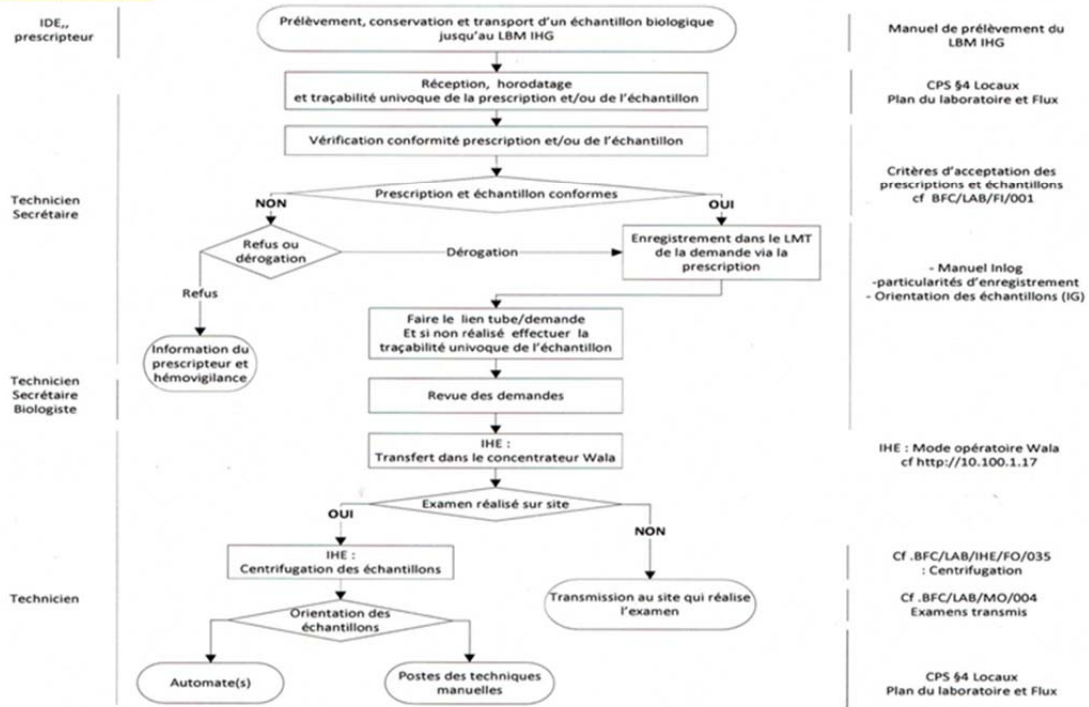 IDE,,
prescripteur
Prélèvement, conservation et transport d'un échantillon biologique
jusqu'au LBM IHG
Manuel de prélèvement du
LBM IHG
Réception, horodatage
et traçabilité univoque de la prescription et/ou de l'échantillon
CPS §4 Locaux
Plan du laboratoire et Flux
Vérification conformité prescription et/ou de l'échantillon
Technicien
Secrétaire
Prescription et échantillon conformes
NON
OUI
Critères d'acceptation des
prescriptions et échantillons
cf BFC/LAB/FI/001
Refus ou
dérogation
Dérogation
Enregistrement dans le LMT
de la demande via la
prescription
- Manuel Inlog
-particularités d'enregistrement
- Orientation des échantillons (IG)
Refus
Information du
prescripteur et
hémovigilance
Faire le lien tube/demande
Et si non réalisé effectuer la
traçabilité univoque de l'échantillon
Technicien
Secrétaire
Biologiste
Revue des demandes
IHE :
Transfert dans le concentrateur Wala
IHE : Mode opératoire Wala
cf http://10.100.1.17
Examen réalisé sur site
OUI
NON
Technicien
IHE :
Centrifugation des échantillons
Cf .BFC/LAB/IHE/FO/035
: Centrifugation
Orientation des
échantillons
Transmission au site qui réalise
l'examen
Cf .BFC/LAB/MO/004
Examens transmis
Automate(s)
Postes des techniques
manuelles
CPS §4 Locaux
Plan du laboratoire et Flux